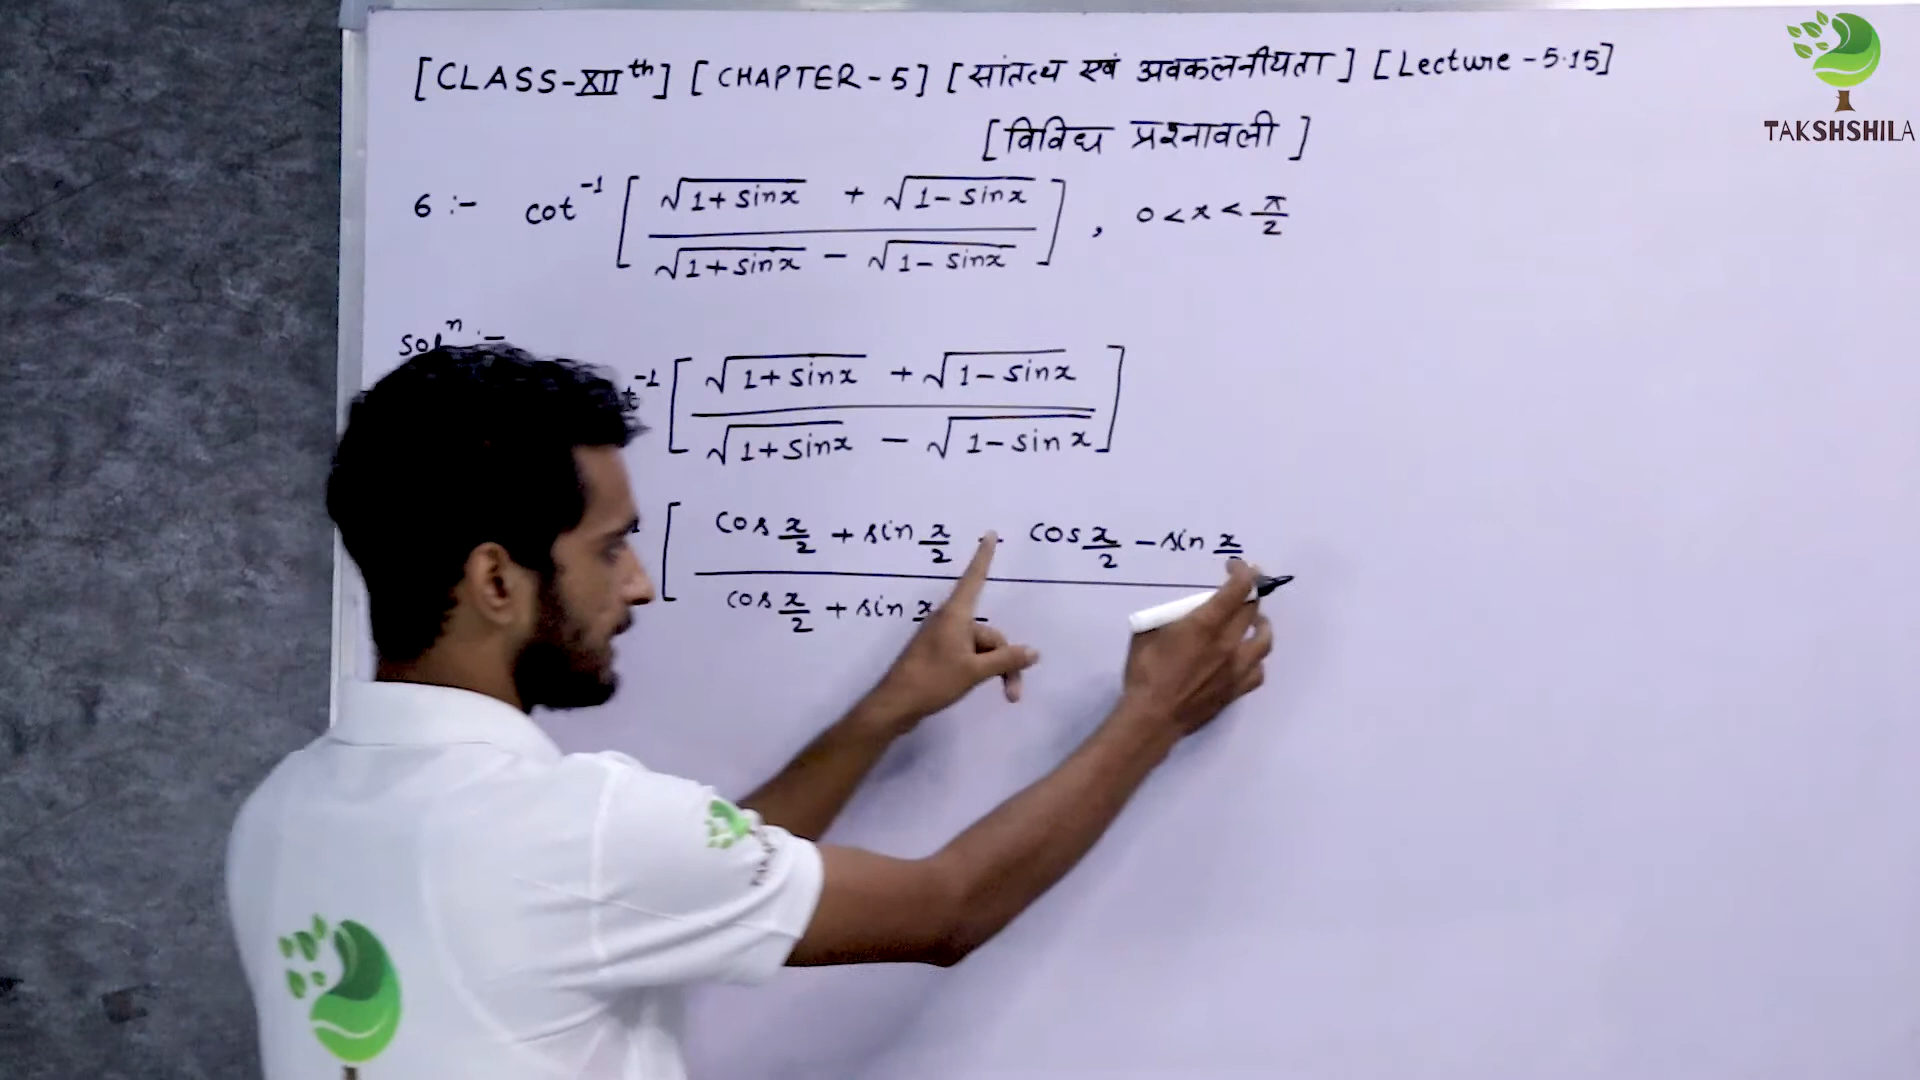 [CLASS-XIIth] [CHAPTER-5] [सांतत्य एवं अवकलनीयता] [Lecture-5.15]
[विविध प्रश्नावली]
TAKSHSHILA
6 :- cot⁻¹ [ (√(1+sinx) + √(1-sinx)) / (√(1+sinx) - √(1-sinx)) ], 0<x<π/2
Solⁿ :-
t⁻¹ [ (√(1+sinx) + √(1-sinx)) / (√(1+sinx) - √(1-sinx)) ]
[ (cos x/2 + sin x/2 + cos x/2 - sin x/2) / (cos x/2 + sin x -